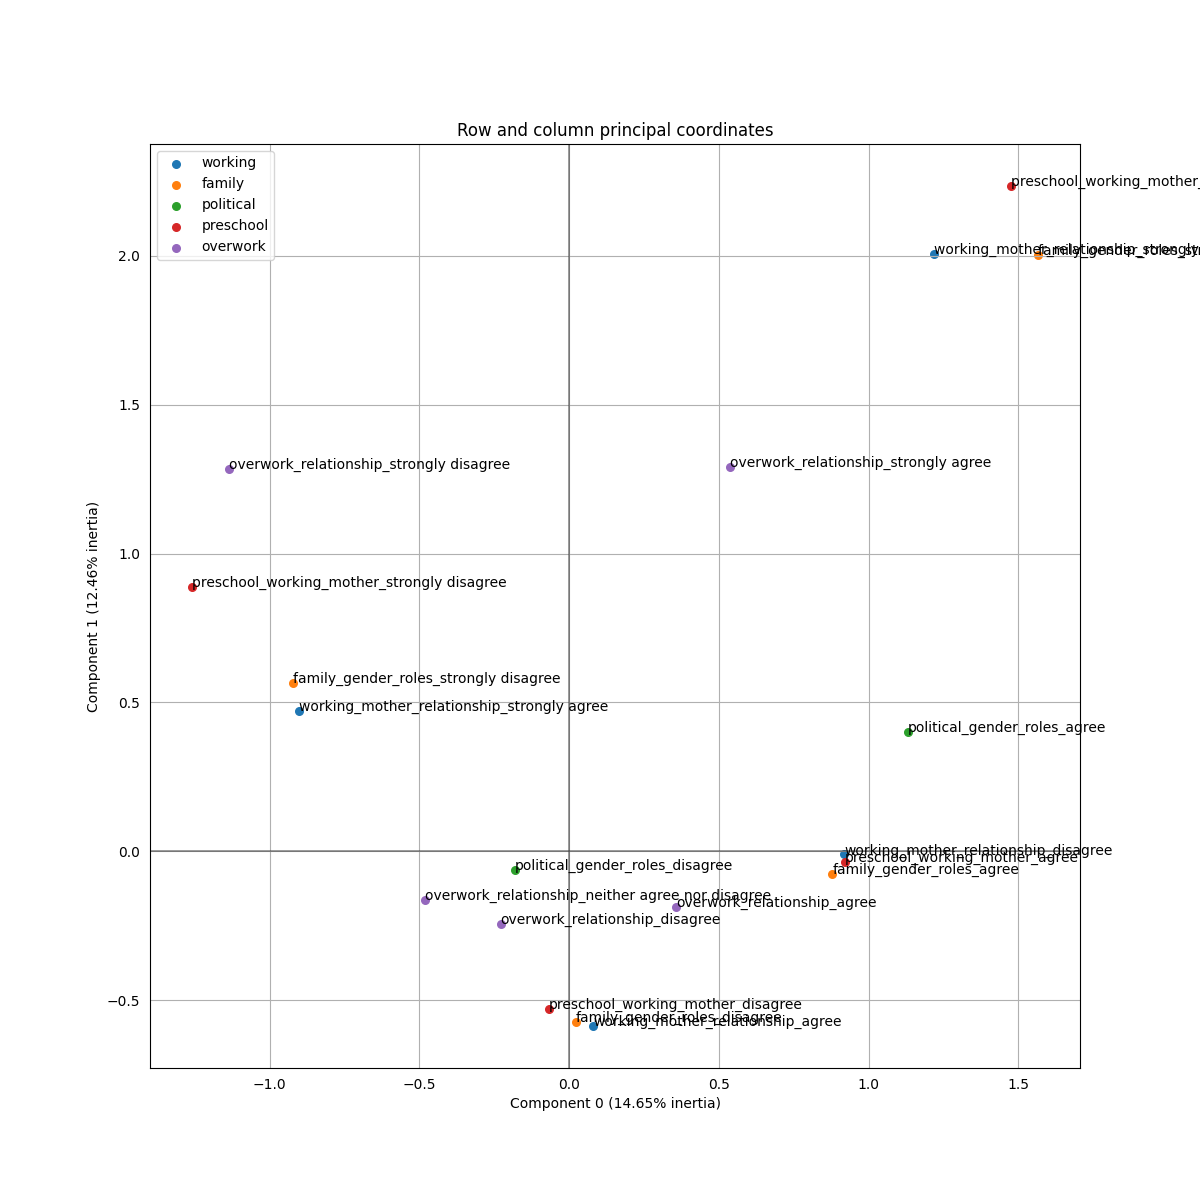 Row and column principal coordinates
working
family
political
preschool
overwork
preschool_working_mother_
working_mother_relationship_strongly
family_gender_roles_str
overwork_relationship_strongly disagree
overwork_relationship_strongly agree
preschool_working_mother_strongly disagree
family_gender_roles_strongly disagree
working_mother_relationship_strongly agree
political_gender_roles_agree
working_mother_relationship_disagree
preschool_working_mother_agree
family_gender_roles_agree
political_gender_roles_disagree
overwork_relationship_neither agree nor disagree
overwork_relationship_agree
overwork_relationship_disagree
preschool_working_mother_disagree
family_gender_roles_disagree
working_mother_relationship_agree
2.0
1.5
1.0
0.5
0.0
−0.5
Component 1 (12.46% inertia)
−1.0 −0.5 0.0 0.5 1.0 1.5
Component 0 (14.65% inertia)